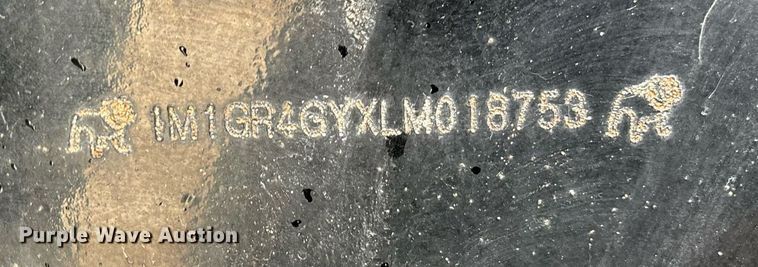 1M1GR4GYXLM018753
Purple Wave Auction